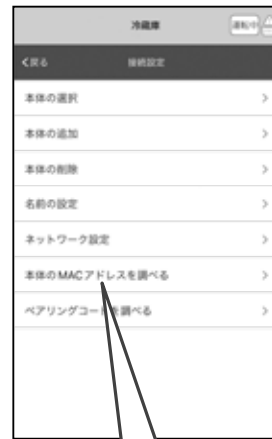 冷蔵庫
運転中
<戻る 接続設定
本体の選択 >
本体の追加 >
本体の削除 >
名前の設定 >
ネットワーク設定 >
本体のMACアドレスを調べる >
ペアリングコードを調べる >